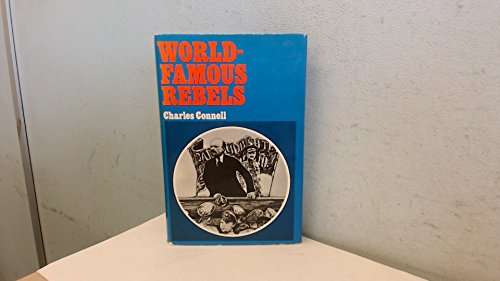 WORLD-
FAMOUS
REBELS
Charles Connell